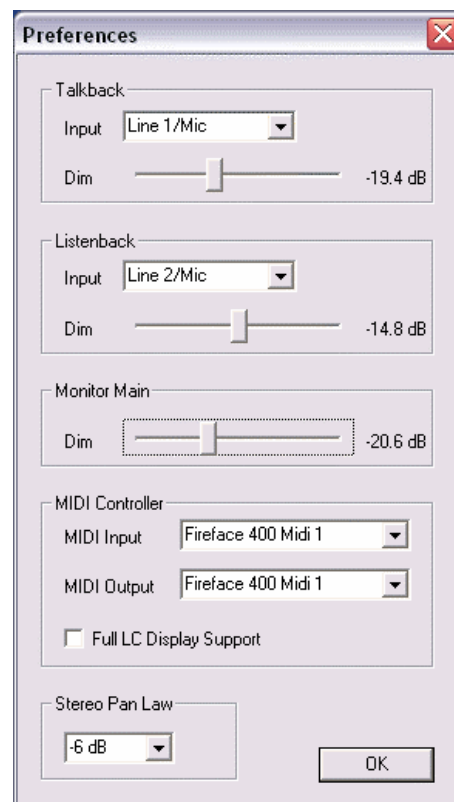 Preferences
Talkback
Input Line 1/Mic
Dim -19.4 dB
Listenback
Input Line 2/Mic
Dim -14.8 dB
Monitor Main
Dim -20.6 dB
MIDI Controller
MIDI Input Fireface 400 Midi 1
MIDI Output Fireface 400 Midi 1
Full LC Display Support
Stereo Pan Law
-6 dB
OK